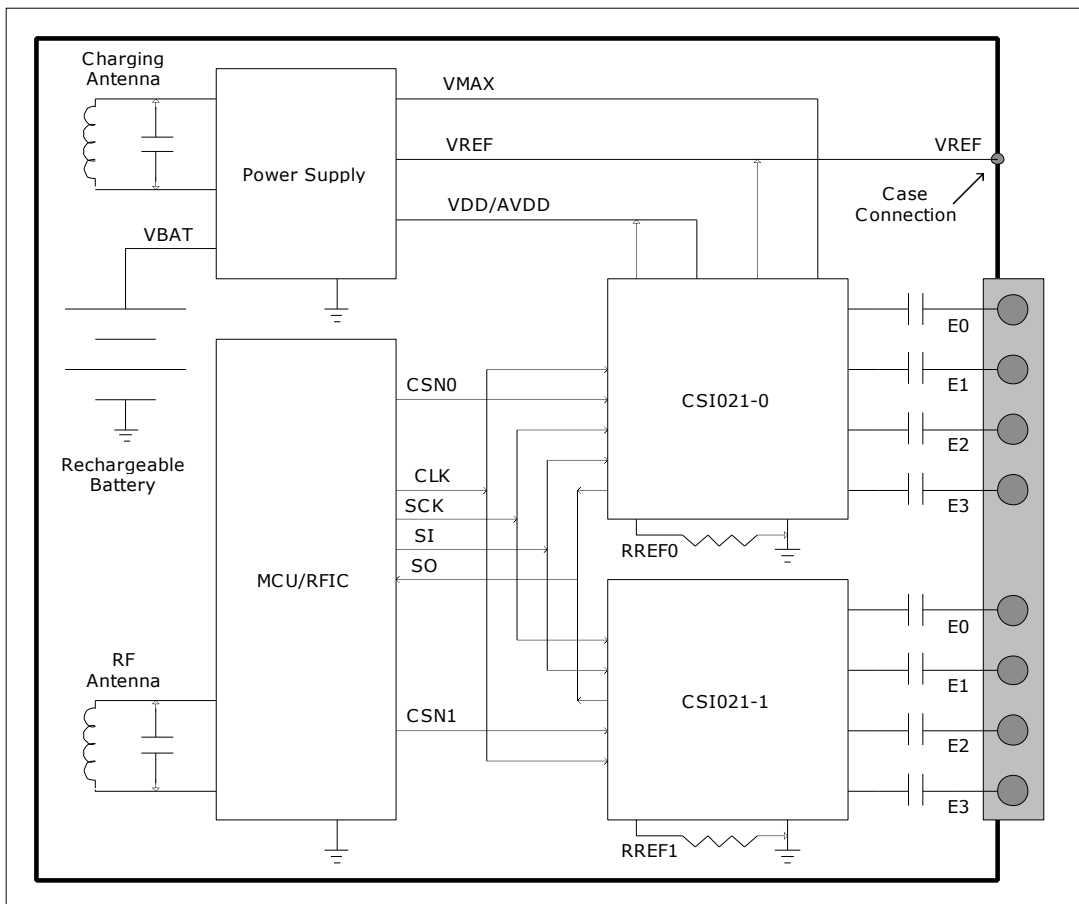 Charging
Antenna
VMAX
VREF
VREF
Power Supply
Case
Connection
VDD/AVDD
VBAT
E0
CSN0
E1
CSI021-0
E2
Rechargeable
Battery
CLK
E3
SCK
SI
RREF0
SO
MCU/RFIC
E0
RF
Antenna
E1
CSI021-1
CSN1
E2
E3
RREF1